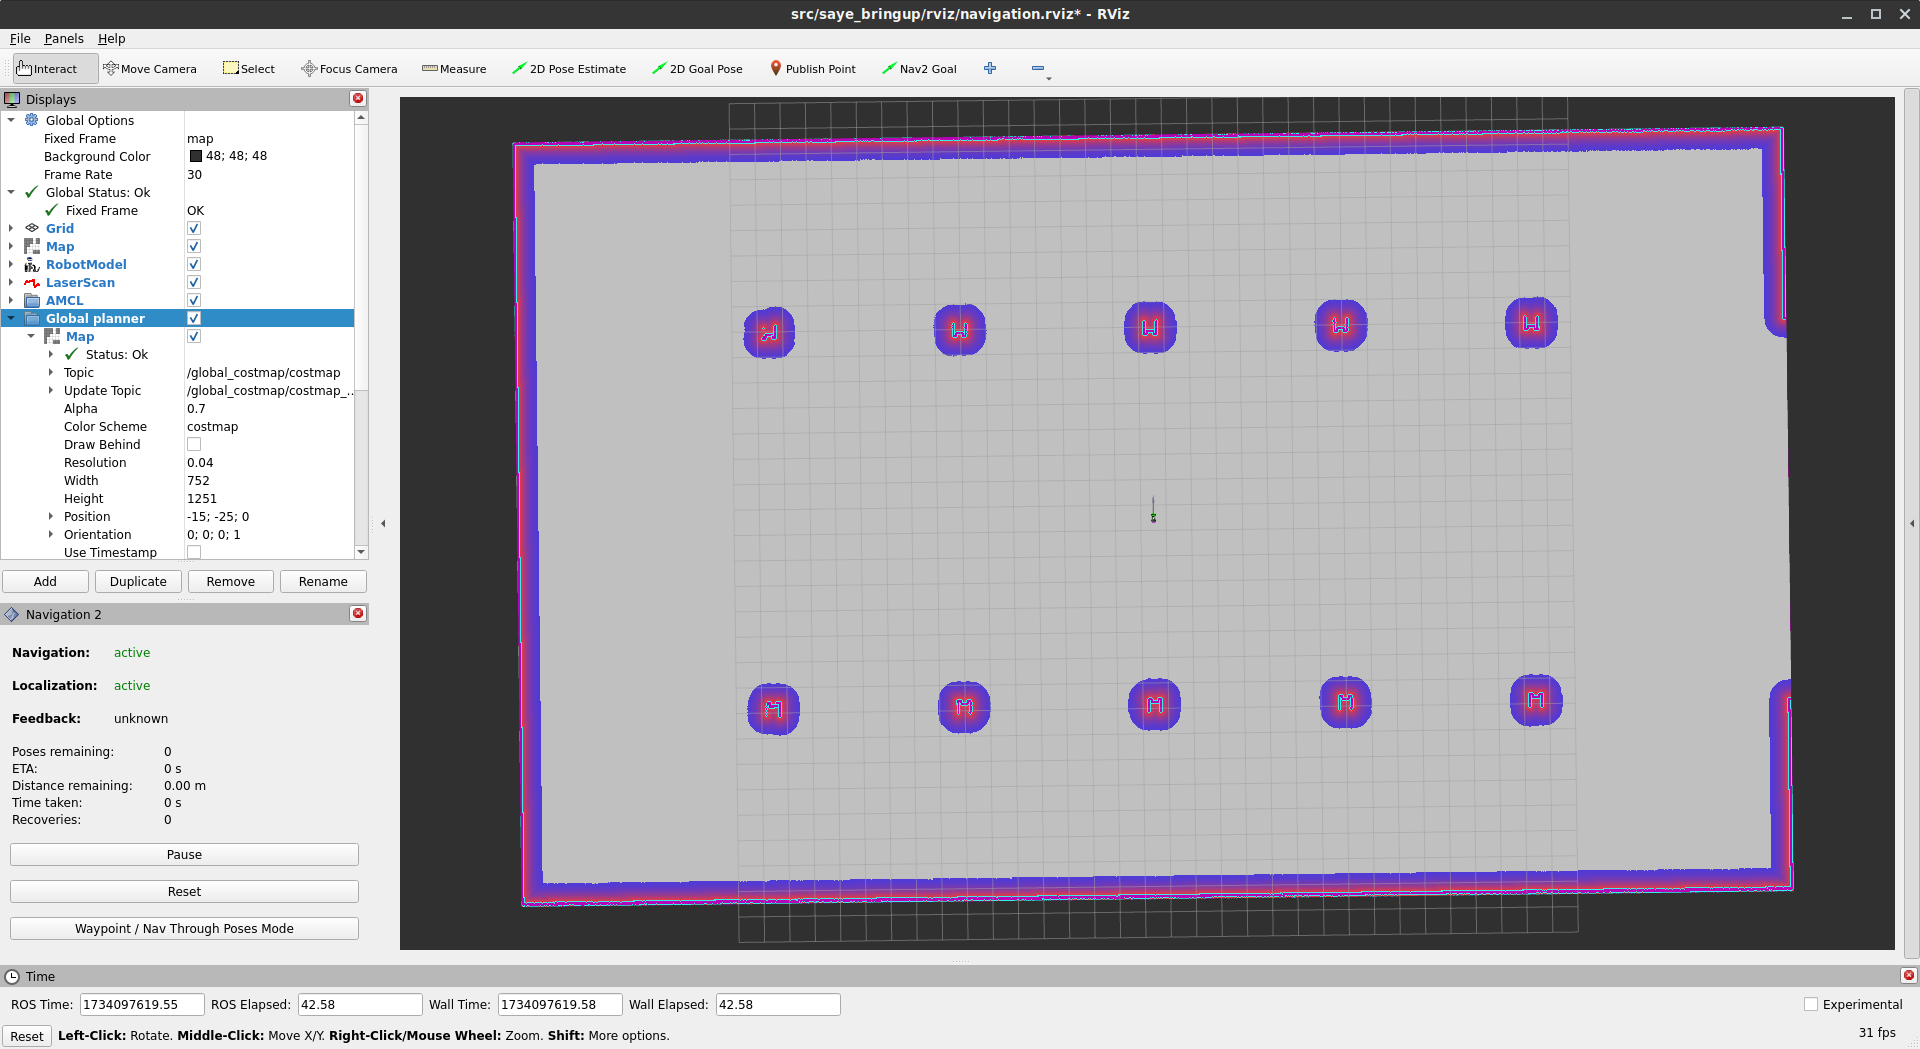 src/saye_bringup/rviz/navigation.rviz* - RViz
File Panels Help
Interact Move Camera Select Focus Camera Measure 2D Pose Estimate 2D Goal Pose Publish Point Nav2 Goal
Displays
Global Options
Fixed Frame map
Background Color 48; 48; 48
Frame Rate 30
Global Status: Ok
Fixed Frame OK
Grid
Map
RobotModel
LaserScan
AMCL
Global planner
Map
Status: Ok
Topic /global_costmap/costmap
Update Topic /global_costmap/costmap_...
Alpha 0.7
Color Scheme costmap
Draw Behind
Resolution 0.04
Width 752
Height 1251
Position -15; -25; 0
Orientation 0; 0; 0; 1
Use Timestamp
Add Duplicate Remove Rename
Navigation 2
Navigation: active
Localization: active
Feedback: unknown
Poses remaining: 0
ETA: 0 s
Distance remaining: 0.00 m
Time taken: 0 s
Recoveries: 0
Pause
Reset
Waypoint / Nav Through Poses Mode
Time
ROS Time: 1734097619.55 ROS Elapsed: 42.58 Wall Time: 1734097619.58 Wall Elapsed: 42.58 Experimental
Reset Left-Click: Rotate. Middle-Click: Move X/Y. Right-Click/Mouse Wheel: Zoom. Shift: More options. 31 fps